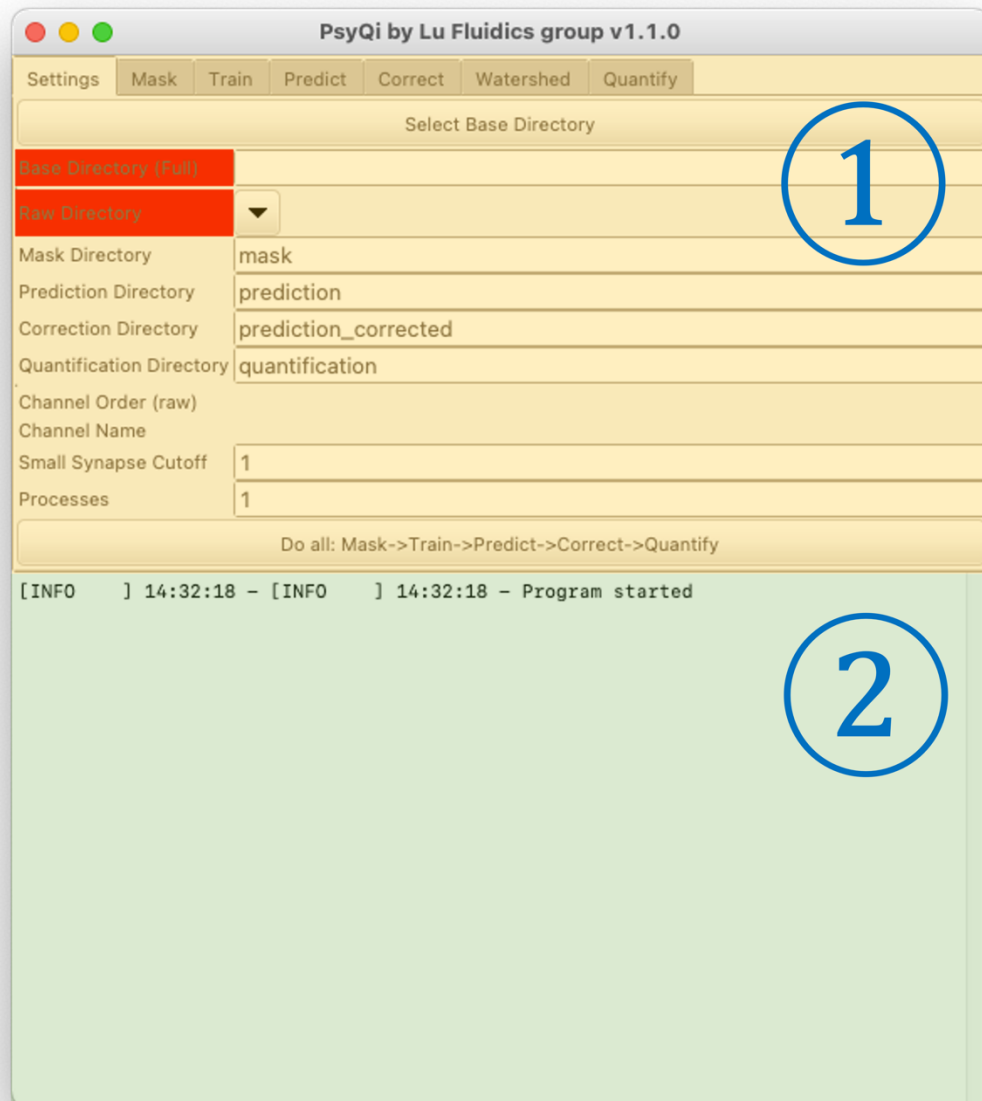 PsyQi by Lu Fluidics group v1.1.0
Settings Mask Train Predict Correct Watershed Quantify
Select Base Directory
Base Directory (Full)
Raw Directory
Mask Directory mask
Prediction Directory prediction
Correction Directory prediction_corrected
Quantification Directory quantification
Channel Order (raw)
Channel Name
Small Synapse Cutoff 1
Processes 1
Do all: Mask->Train->Predict->Correct->Quantify
1
[INFO    ] 14:32:18 – [INFO    ] 14:32:18 – Program started
2